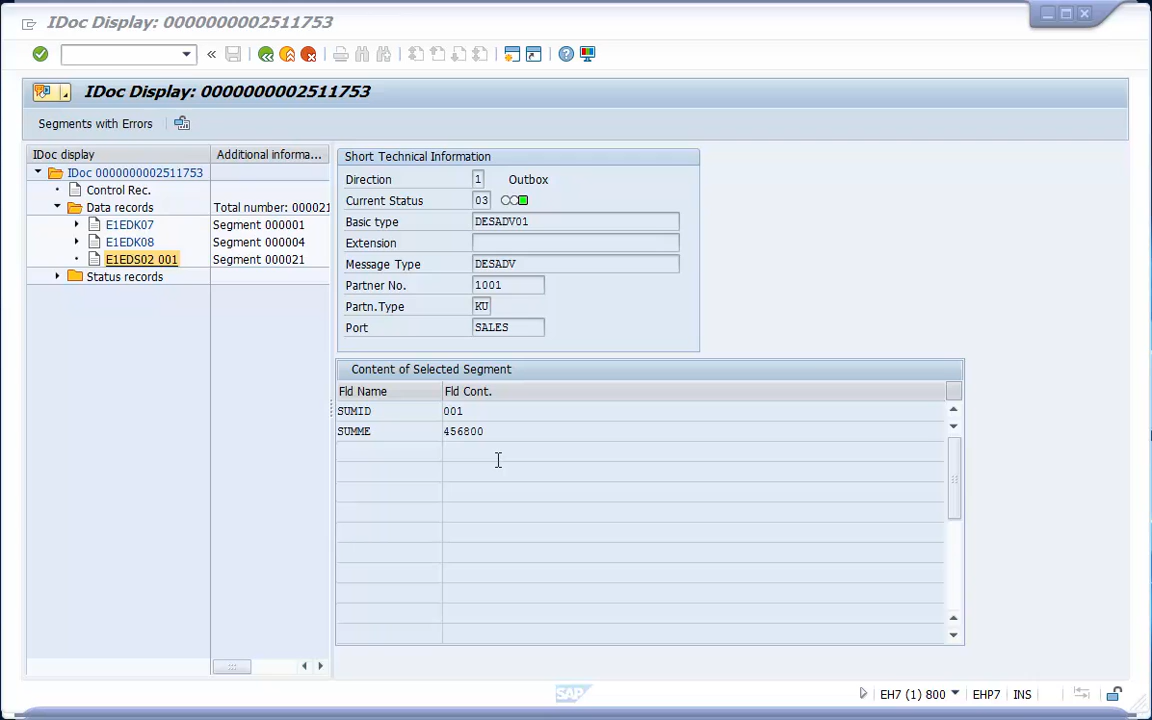 IDoc Display: 0000000002511753
IDoc Display: 0000000002511753
Segments with Errors
IDoc display
Additional informa...
IDoc 0000000002511753
Control Rec.
Data records
Total number: 000021
E1EDK07
Segment 000001
E1EDK08
Segment 000004
E1EDS02 001
Segment 000021
Status records
Short Technical Information
Direction 1 Outbox
Current Status 03
Basic type DESADV01
Extension
Message Type DESADV
Partner No. 1001
Partn.Type KU
Port SALES
Content of Selected Segment
Fld Name Fld Cont.
SUMID 001
SUMME 456800
SAP
EH7 (1) 800 EHP7 INS